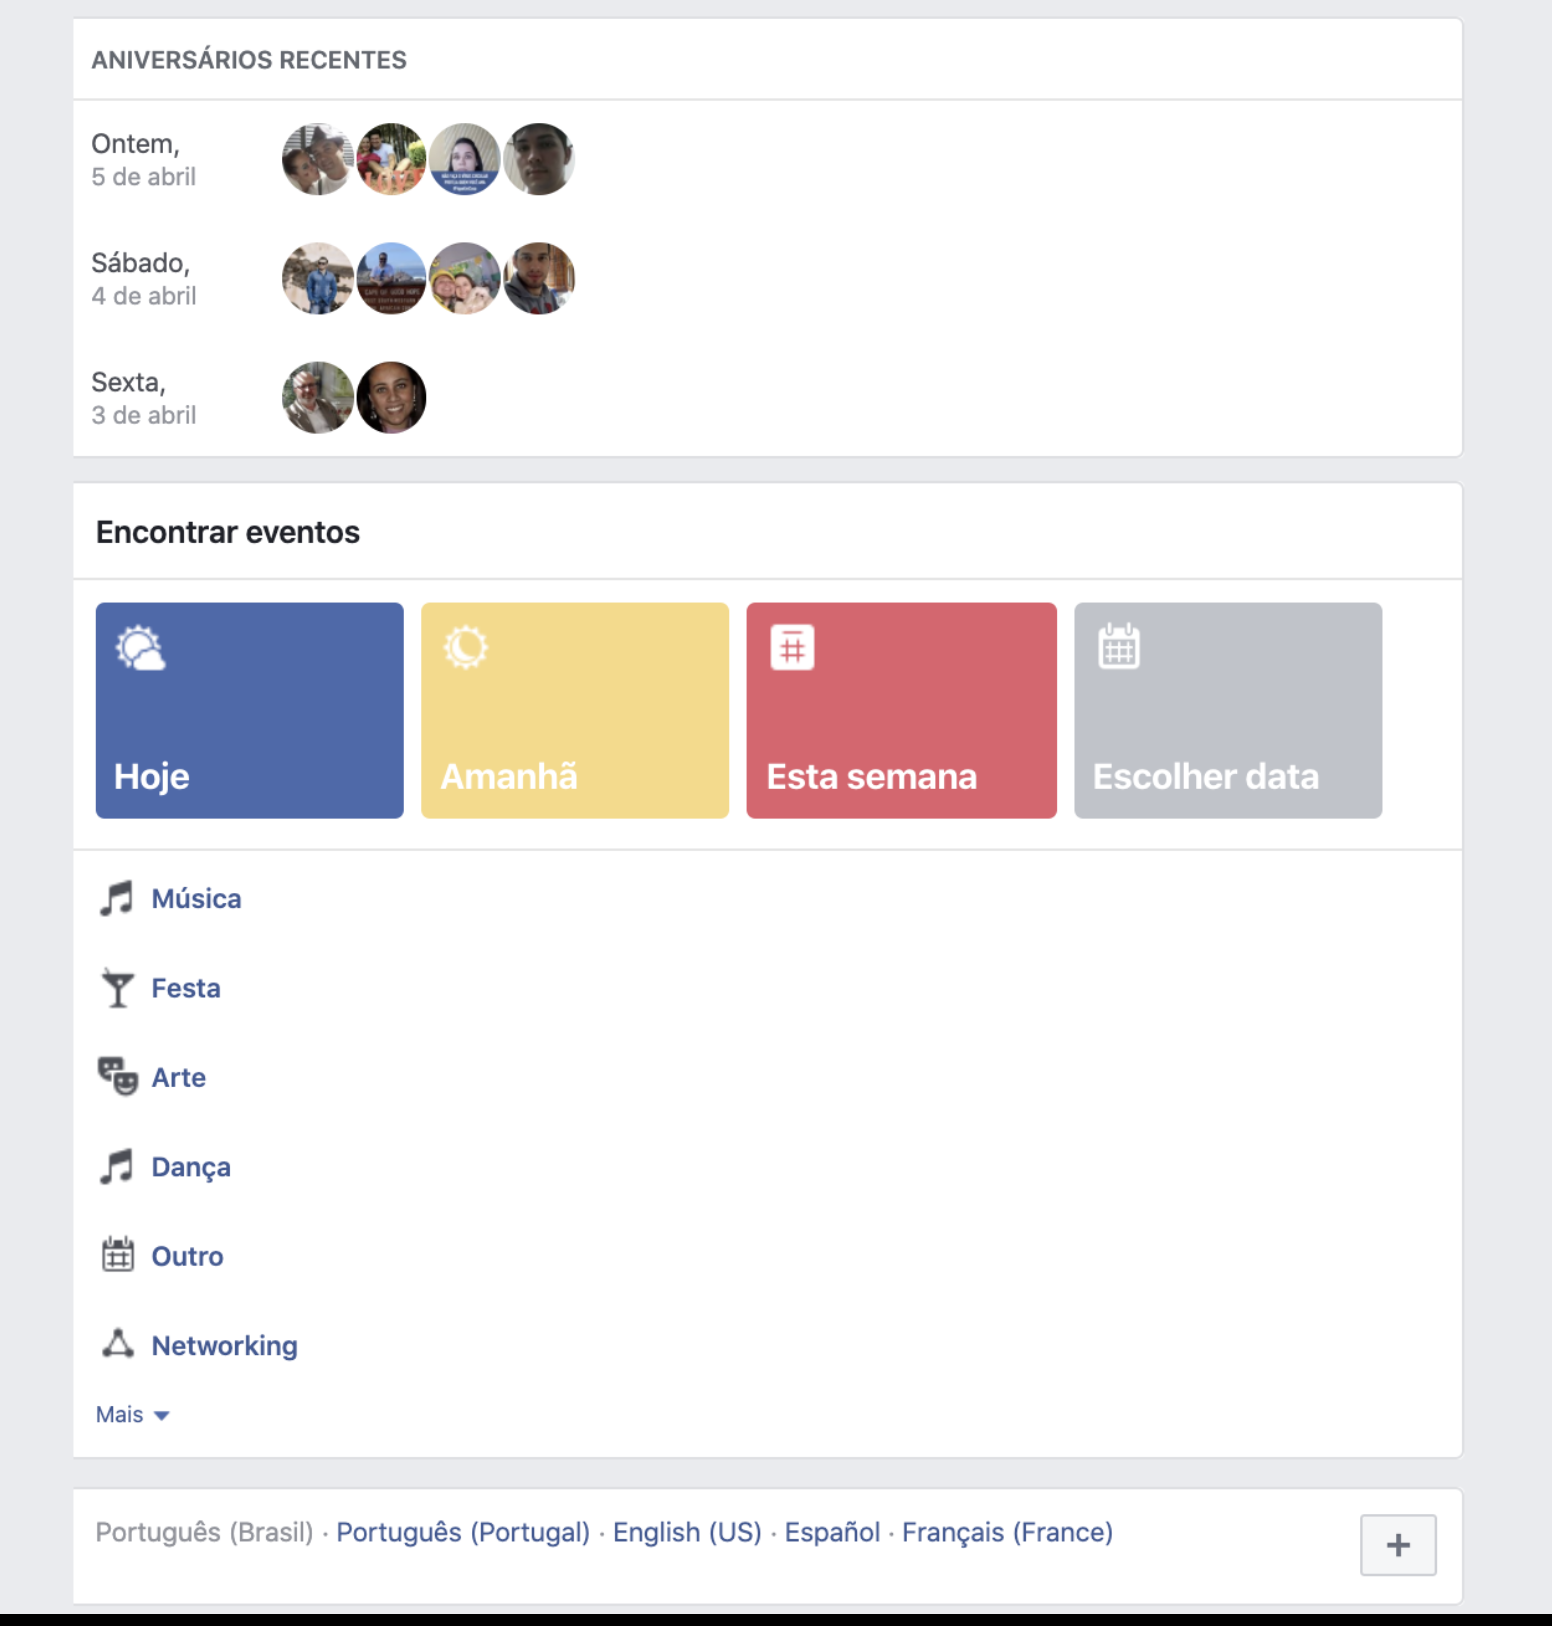 ANIVERSÁRIOS RECENTES
Ontem,
5 de abril
Sábado,
4 de abril
Sexta,
3 de abril
Encontrar eventos
Hoje
Amanhã
Esta semana
Escolher data
Música
Festa
Arte
Dança
Outro
Networking
Mais
Português (Brasil) · Português (Portugal) · English (US) · Español · Français (France)
+